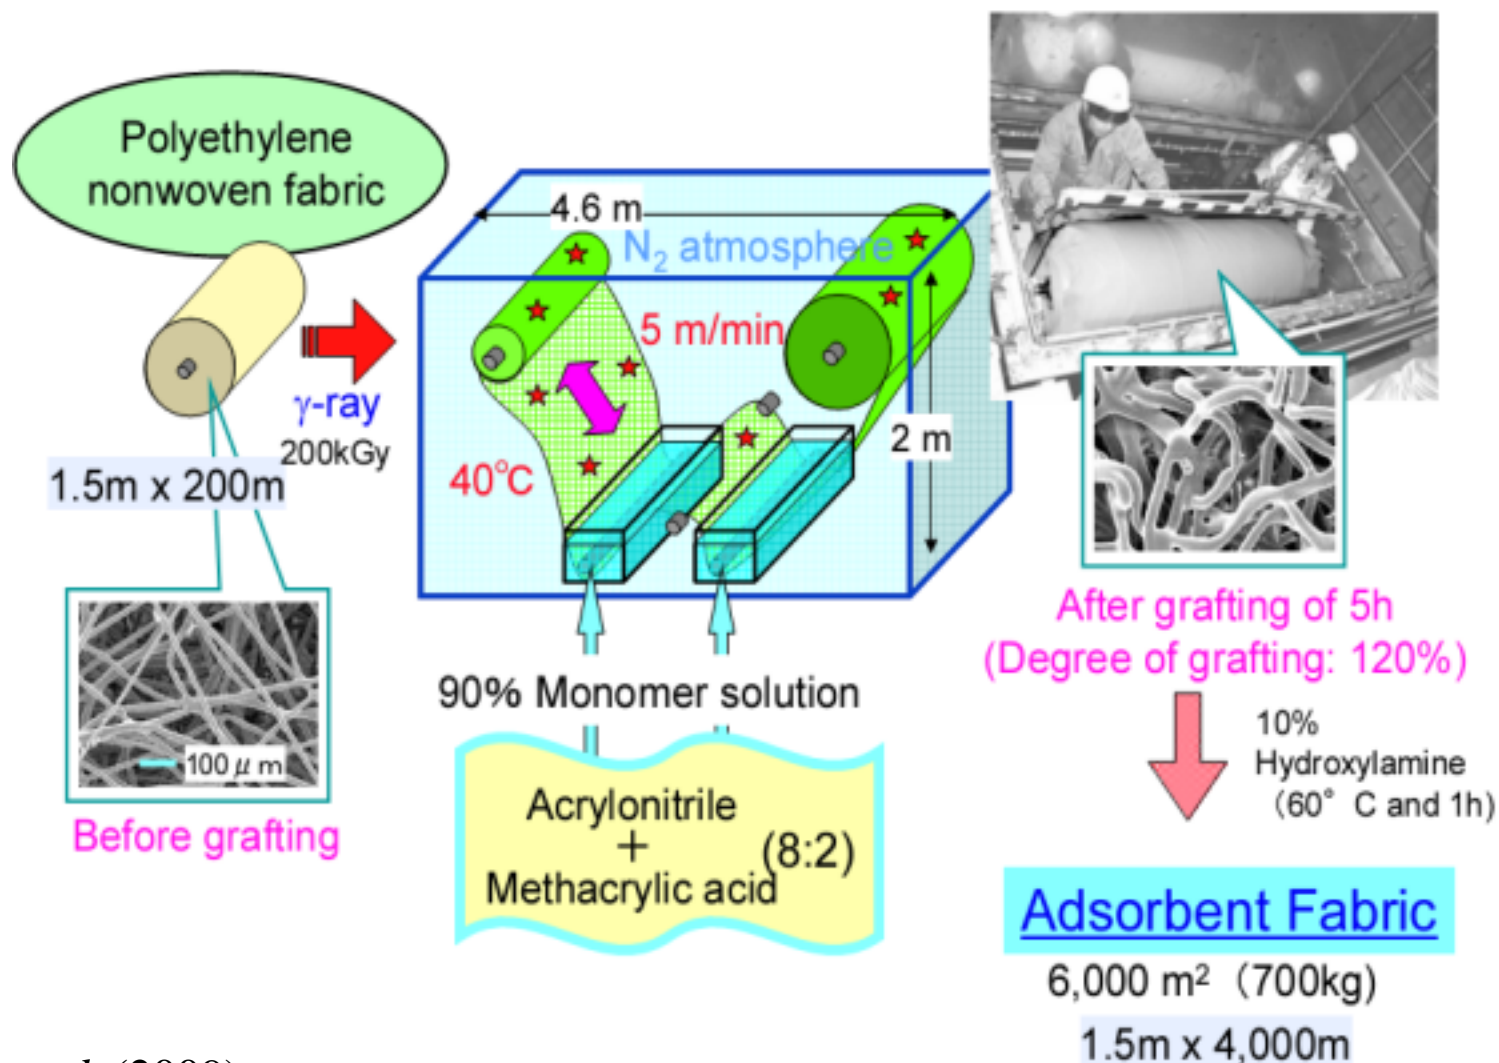 Polyethylene
nonwoven fabric
4.6 m
N₂ atmosphere
5 m/min
γ-ray
200kGy
1.5m x 200m
40°C
2 m
100 μ m
Before grafting
90% Monomer solution
Acrylonitrile
+
(8:2)
Methacrylic acid
After grafting of 5h
(Degree of grafting: 120%)
10%
Hydroxylamine
(60° C and 1h)
Adsorbent Fabric
6,000 m² (700kg)
1.5m x 4,000m